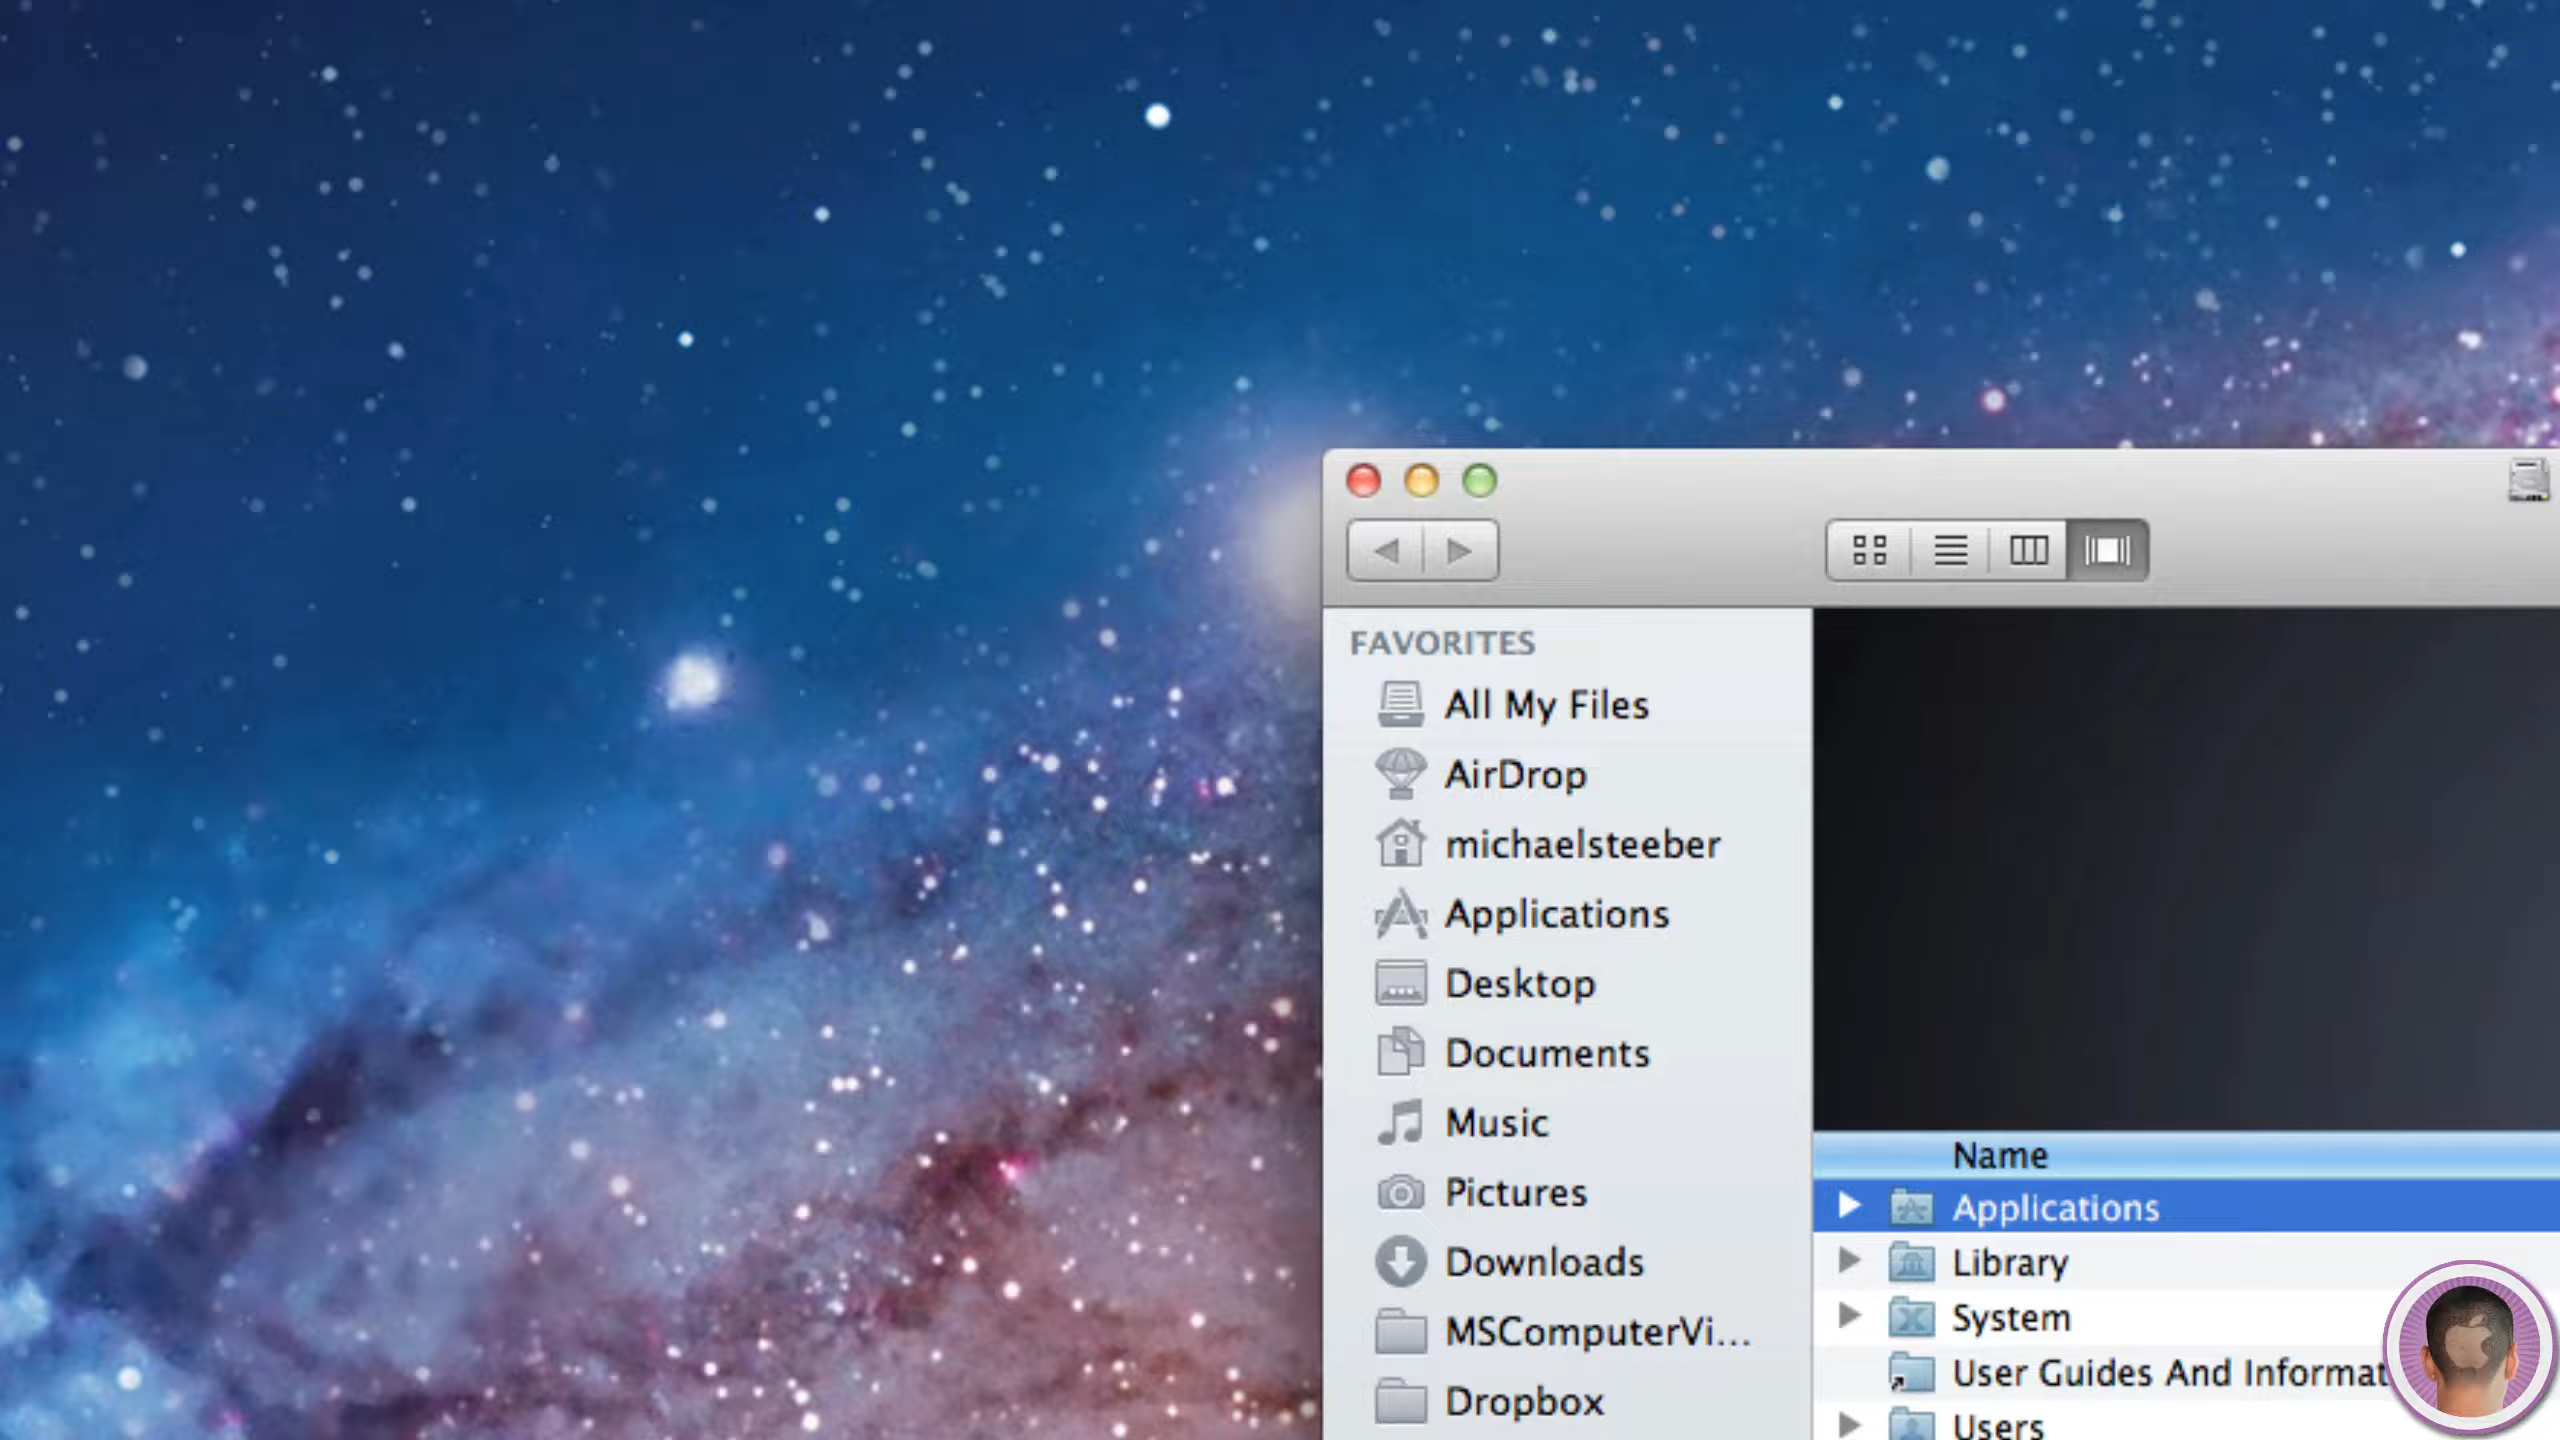 FAVORITES
All My Files
AirDrop
michaelsteeber
Applications
Desktop
Documents
Music
Pictures
Downloads
MSComputerVi...
Dropbox
Name
Applications
Library
System
User Guides And Informat
Users